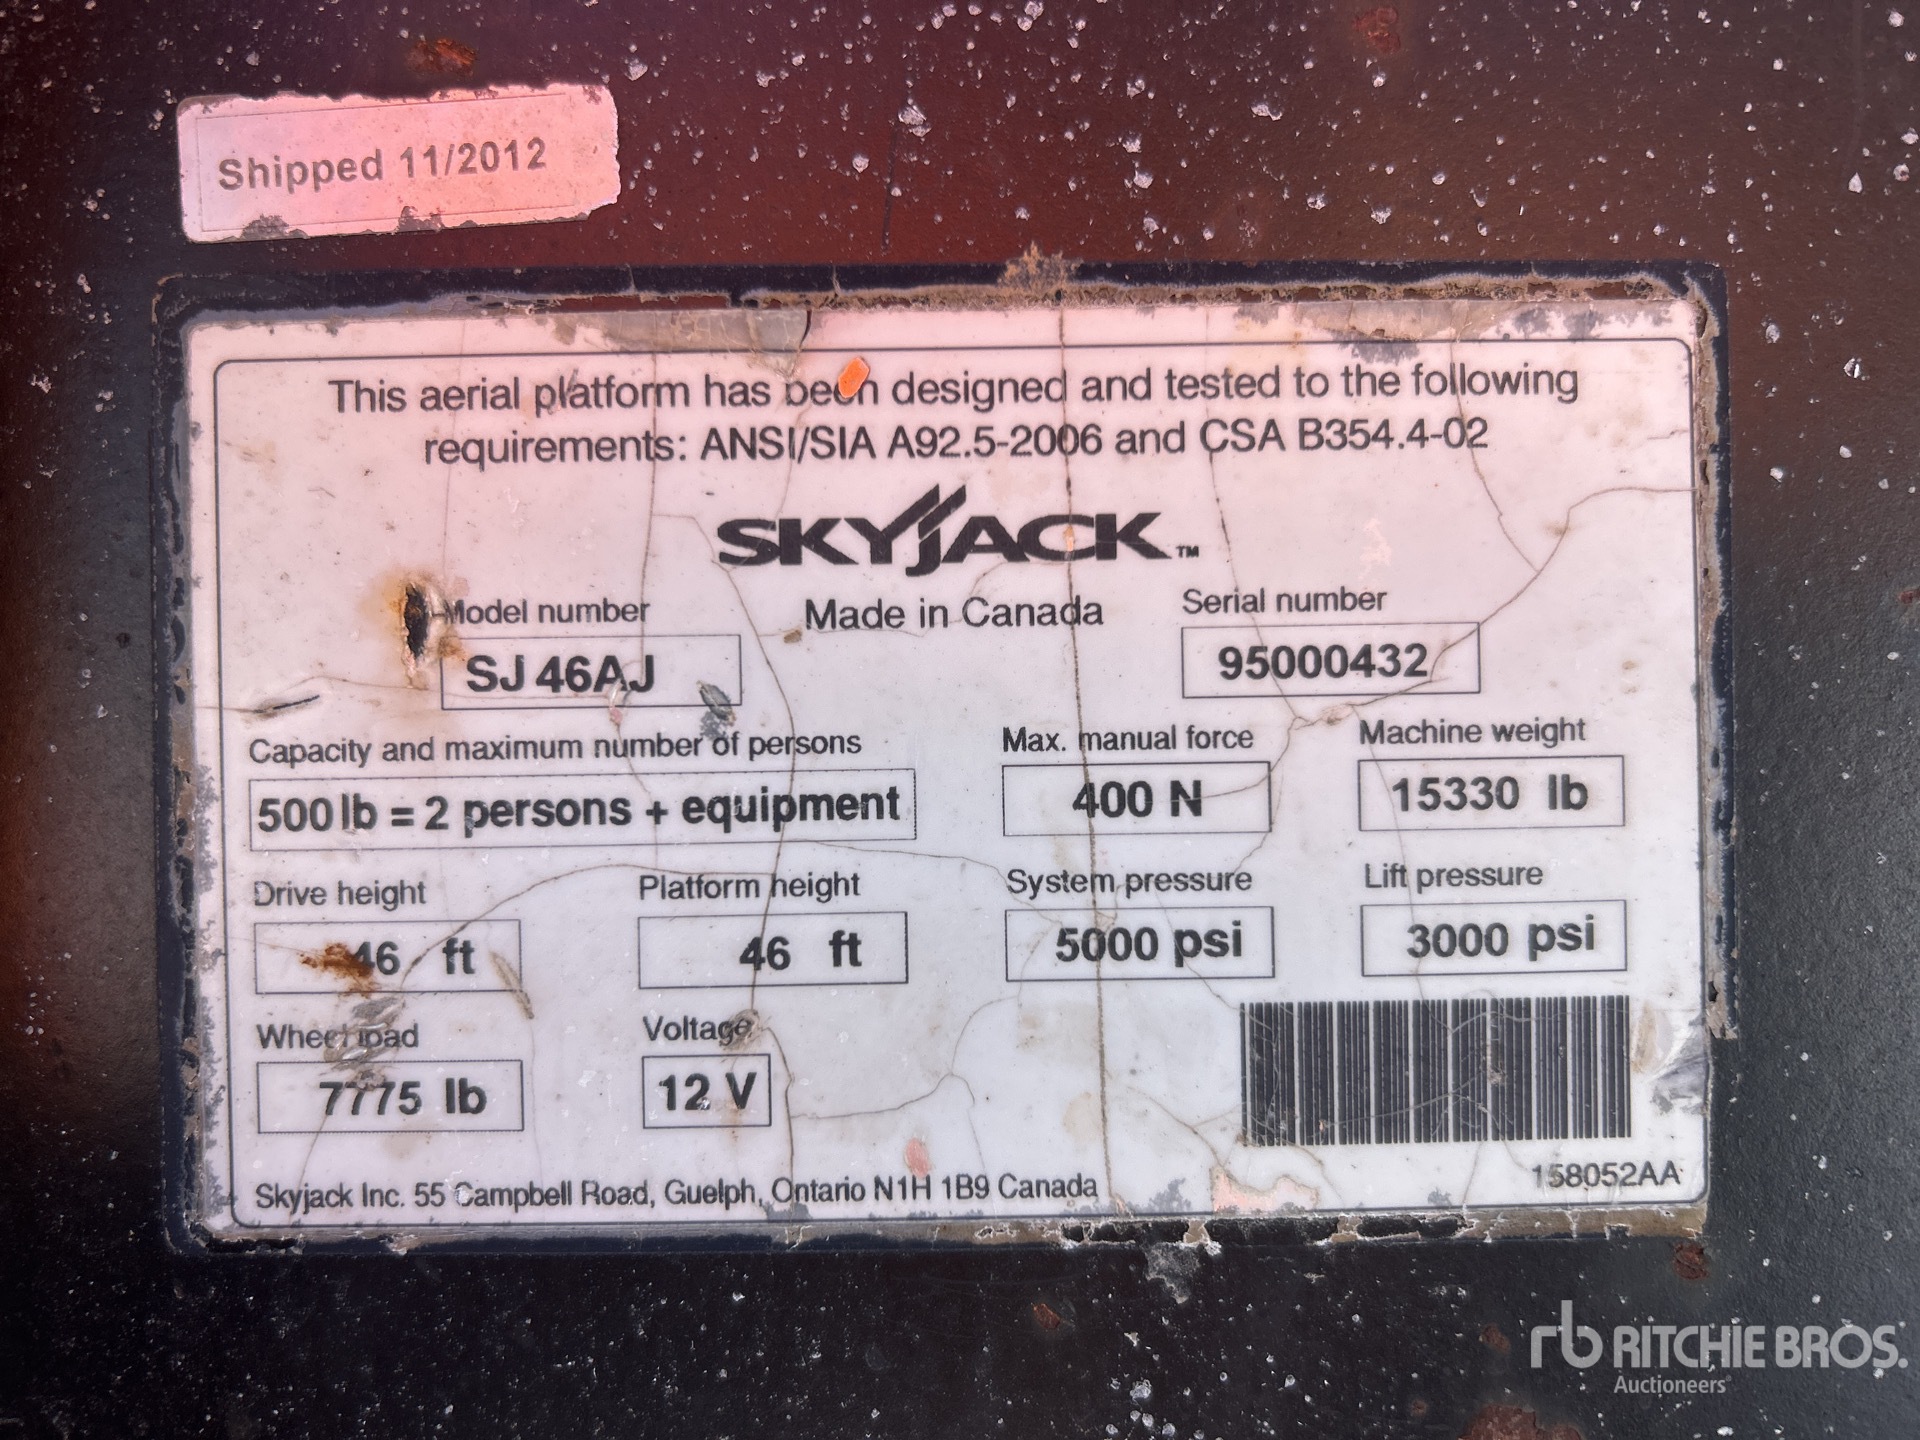 Shipped 11/2012
This aerial platform has been designed and tested to the following
requirements: ANSI/SIA A92.5-2006 and CSA B354.4-02
SKYJACK™
Model number
Made in Canada
Serial number
SJ 46AJ
95000432
Capacity and maximum number of persons
Max. manual force
Machine weight
500 lb = 2 persons + equipment
400 N
15330 lb
Drive height
Platform height
System pressure
Lift pressure
46 ft
46 ft
5000 psi
3000 psi
Wheel load
Voltage
7775 lb
12 V
158052AA
Skyjack Inc. 55 Campbell Road, Guelph, Ontario N1H 1B9 Canada
rb RITCHIE BROS.
Auctioneers